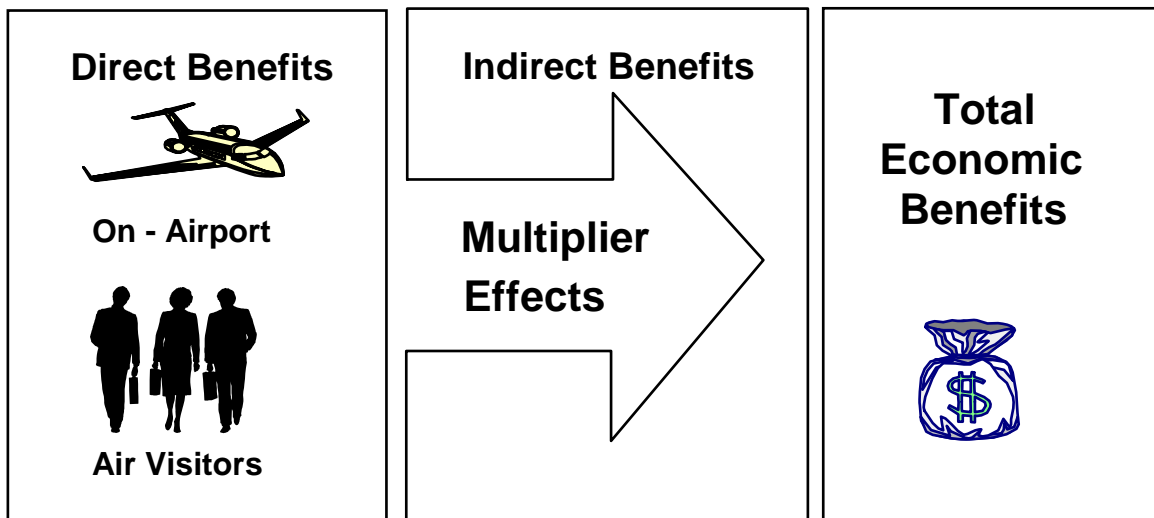 Direct Benefits
On - Airport
Air Visitors
Indirect Benefits
Multiplier
Effects
Total
Economic
Benefits
$